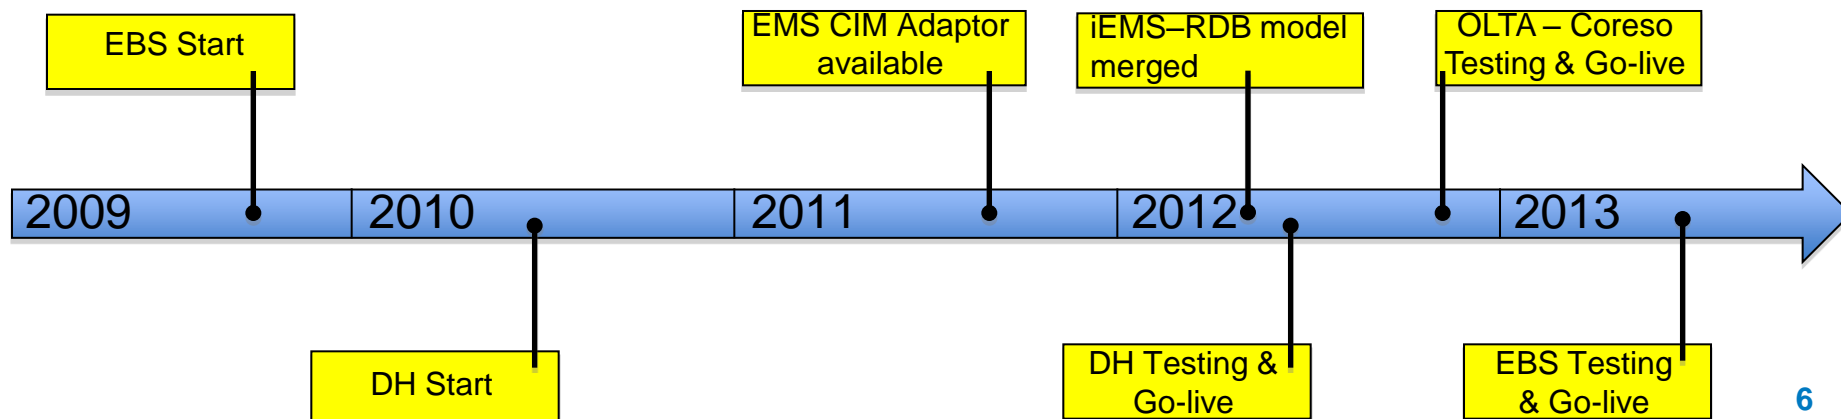 EBS Start
EMS CIM Adaptor
available
iEMS–RDB model
merged
OLTA – Coreso
Testing & Go-live
2009
2010
2011
2012
2013
DH Start
DH Testing &
Go-live
EBS Testing
& Go-live
6